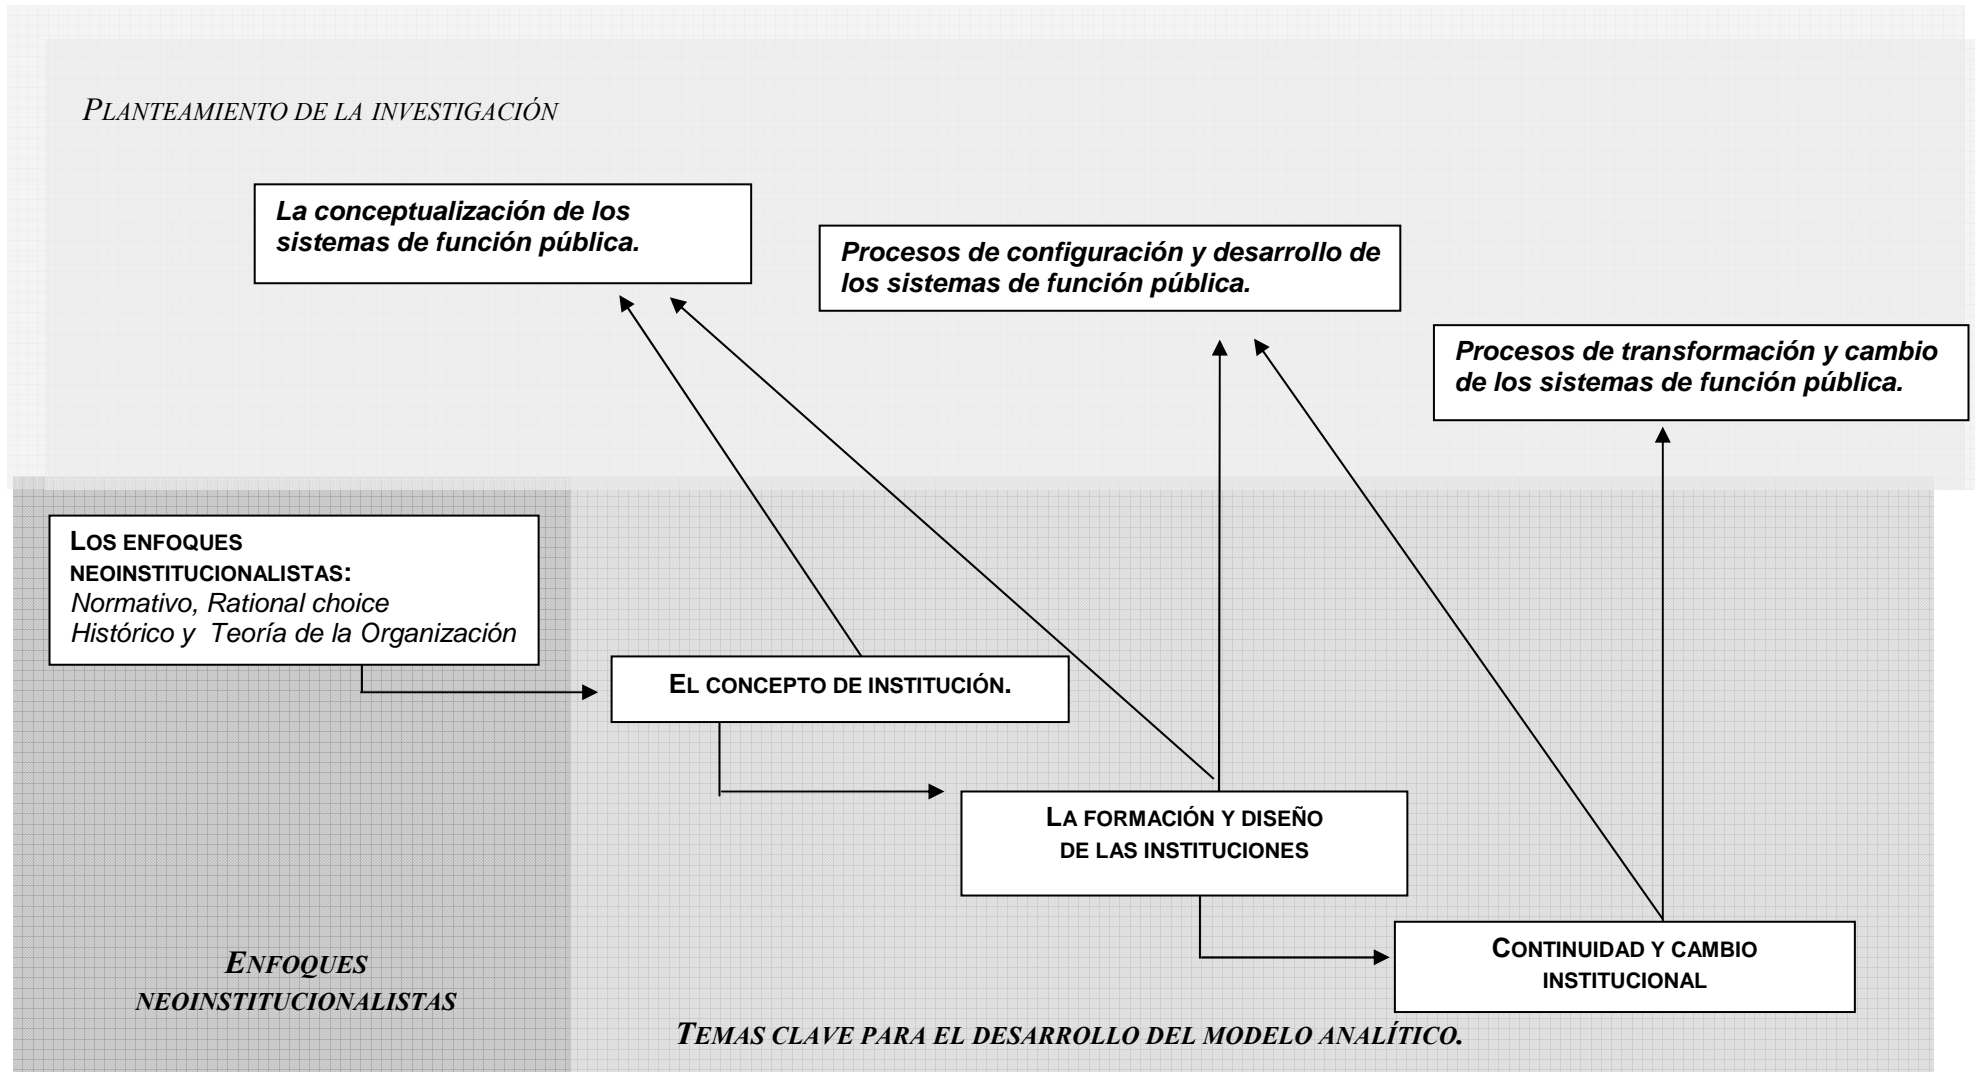 PLANTEAMIENTO DE LA INVESTIGACIÓN
La conceptualización de los
sistemas de función pública.
Procesos de configuración y desarrollo de
los sistemas de función pública.
Procesos de transformación y cambio
de los sistemas de función pública.
LOS ENFOQUES
NEOINSTITUCIONALISTAS:
Normativo, Rational choice
Histórico y Teoría de la Organización
EL CONCEPTO DE INSTITUCIÓN.
LA FORMACIÓN Y DISEÑO
DE LAS INSTITUCIONES
CONTINUIDAD Y CAMBIO
INSTITUCIONAL
ENFOQUES
NEOINSTITUCIONALISTAS
TEMAS CLAVE PARA EL DESARROLLO DEL MODELO ANALÍTICO.